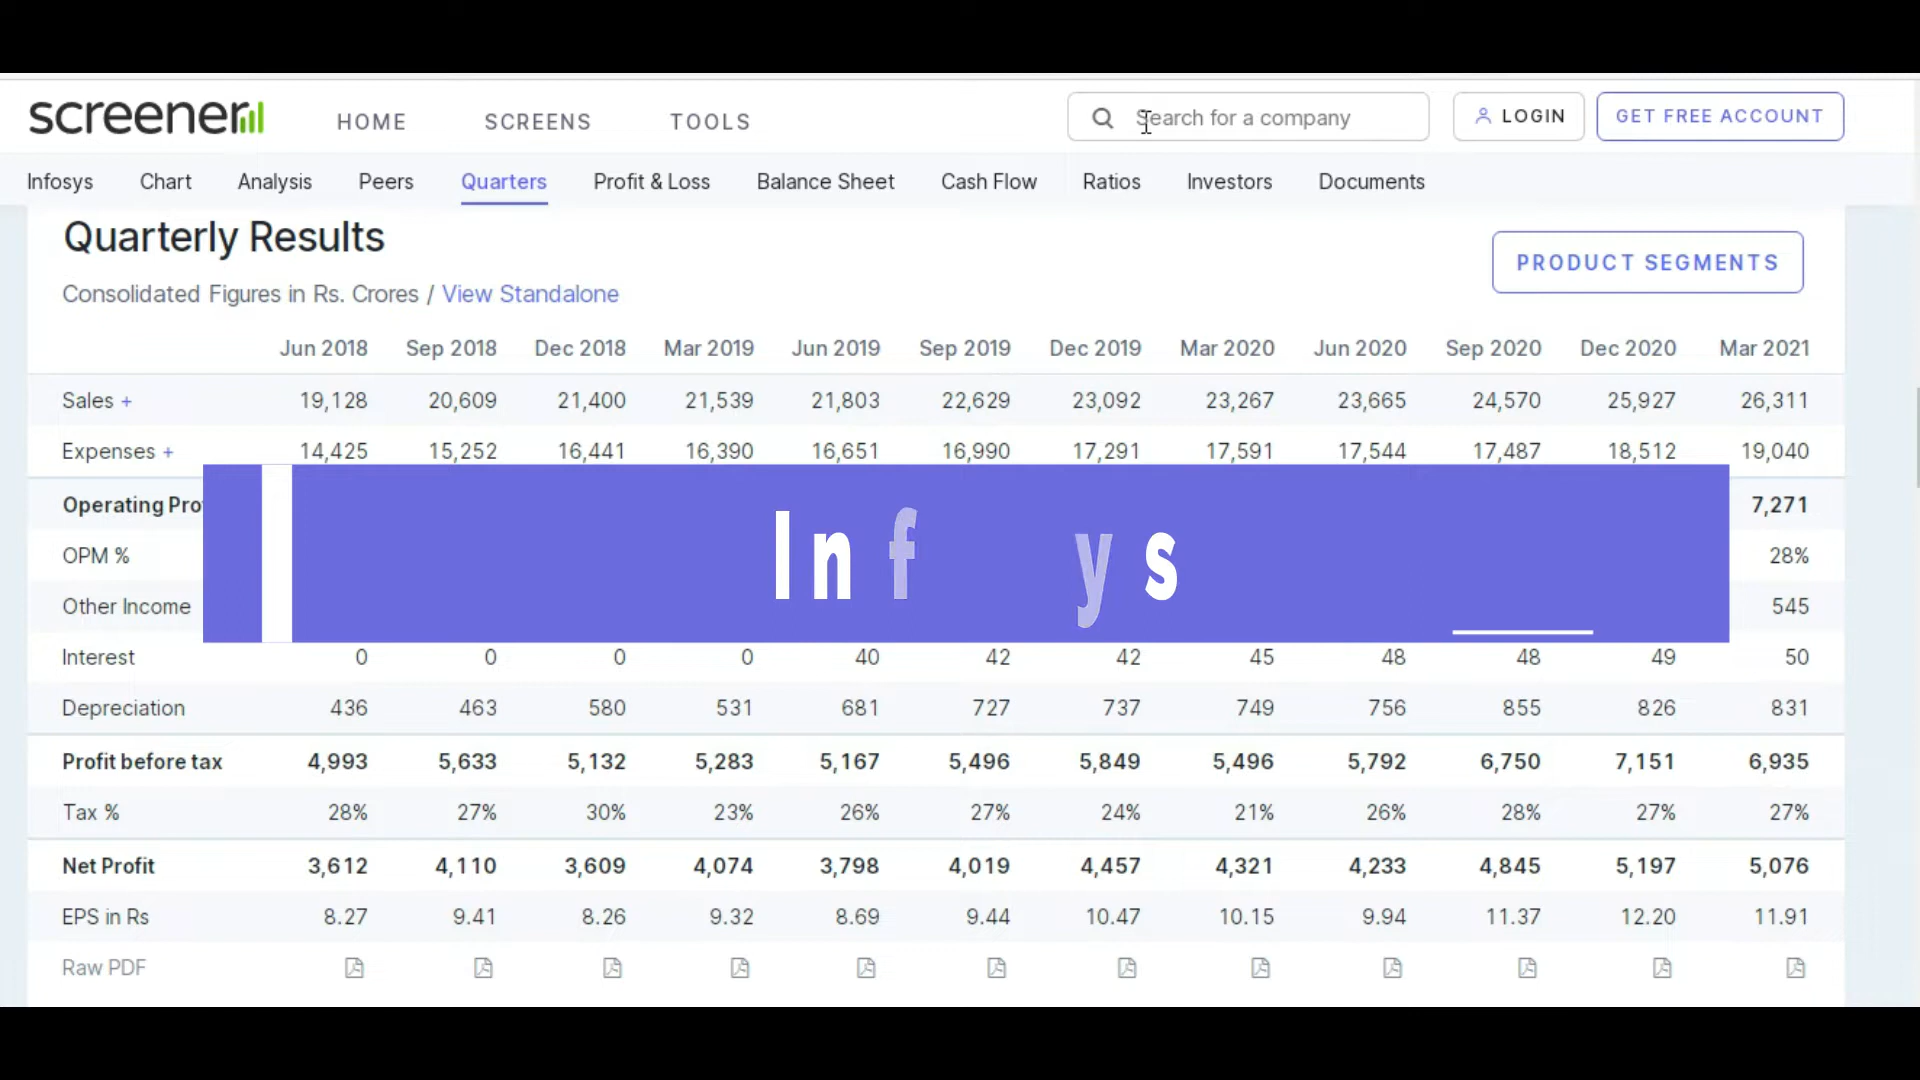 screener HOME SCREENS TOOLS Search for a company LOGIN GET FREE ACCOUNT
Infosys Chart Analysis Peers Quarters Profit & Loss Balance Sheet Cash Flow Ratios Investors Documents
Quarterly Results
PRODUCT SEGMENTS
Consolidated Figures in Rs. Crores / View Standalone
Jun 2018 Sep 2018 Dec 2018 Mar 2019 Jun 2019 Sep 2019 Dec 2019 Mar 2020 Jun 2020 Sep 2020 Dec 2020 Mar 2021
Sales + 19,128 20,609 21,400 21,539 21,803 22,629 23,092 23,267 23,665 24,570 25,927 26,311
Expenses + 14,425 15,252 16,441 16,390 16,651 16,990 17,291 17,591 17,544 17,487 18,512 19,040
Operating Pro 7,271
In f y s
OPM % 28%
Other Income 545
Interest 0 0 0 0 40 42 42 45 48 48 49 50
Depreciation 436 463 580 531 681 727 737 749 756 855 826 831
Profit before tax 4,993 5,633 5,132 5,283 5,167 5,496 5,849 5,496 5,792 6,750 7,151 6,935
Tax % 28% 27% 30% 23% 26% 27% 24% 21% 26% 28% 27% 27%
Net Profit 3,612 4,110 3,609 4,074 3,798 4,019 4,457 4,321 4,233 4,845 5,197 5,076
EPS in Rs 8.27 9.41 8.26 9.32 8.69 9.44 10.47 10.15 9.94 11.37 12.20 11.91
Raw PDF